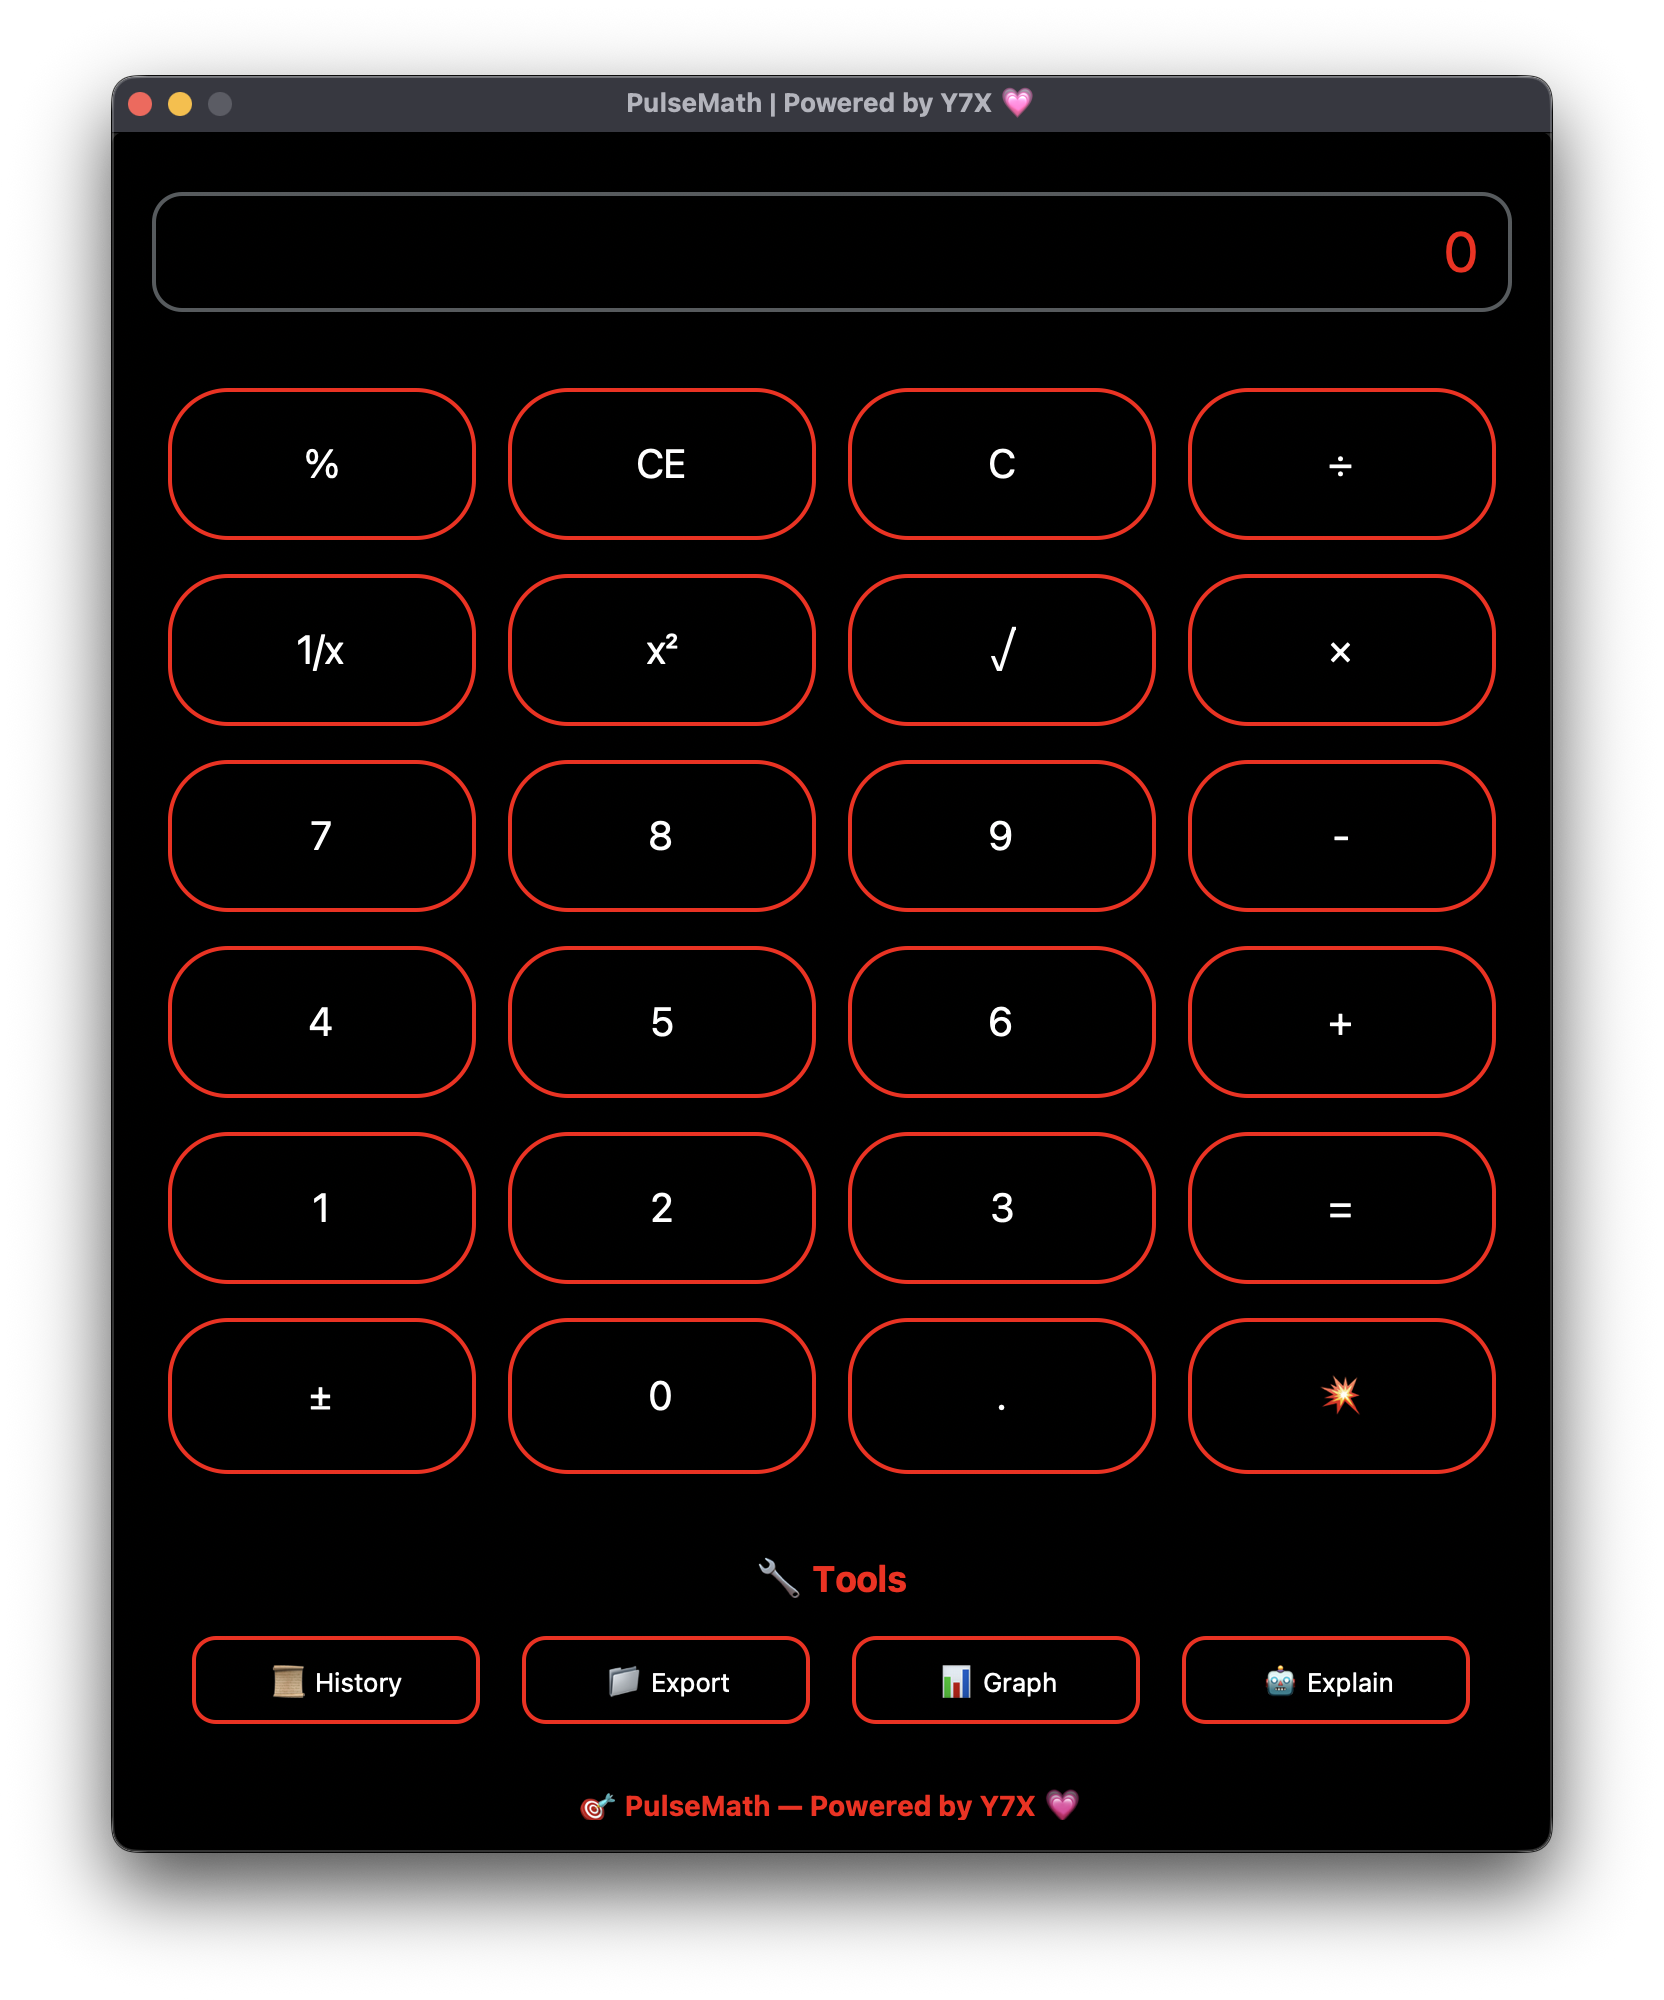 PulseMath | Powered by Y7X 💗
0
% CE C ÷
1/x x² √ ×
7 8 9 -
4 5 6 +
1 2 3 =
± 0 . 💥
🔧 Tools
📜 History 📁 Export 📊 Graph 🤖 Explain
🎯 PulseMath — Powered by Y7X 💗